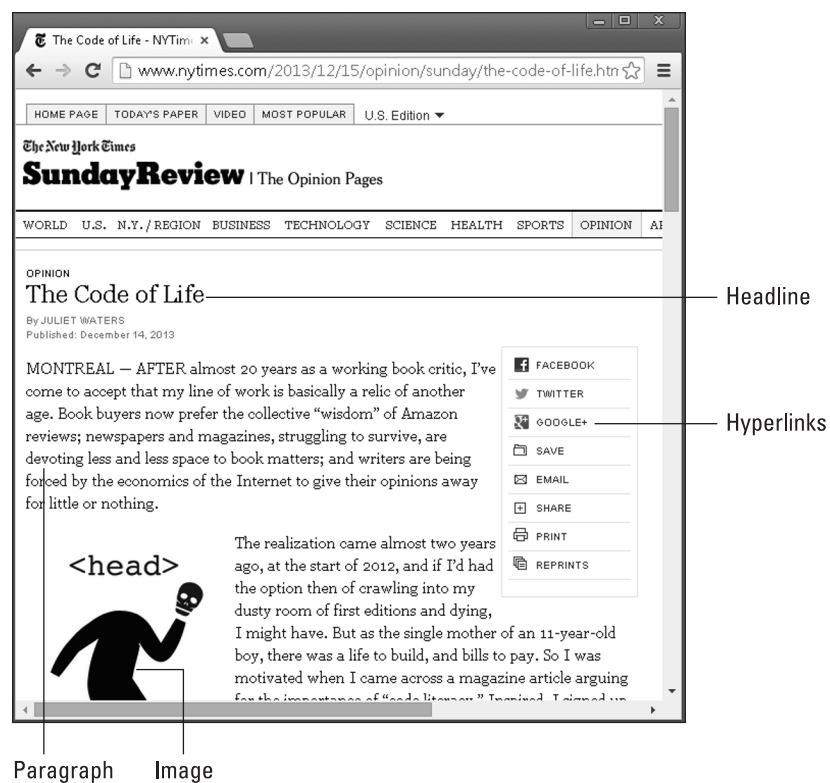 The Code of Life - NYTim
www.nytimes.com/2013/12/15/opinion/sunday/the-code-of-life.htm
HOME PAGE TODAY'S PAPER VIDEO MOST POPULAR U.S. Edition
The New York Times
SundayReview | The Opinion Pages
WORLD U.S. N.Y. / REGION BUSINESS TECHNOLOGY SCIENCE HEALTH SPORTS OPINION
OPINION
The Code of Life
Headline
By JULIET WATERS
Published: December 14, 2013
MONTREAL — AFTER almost 20 years as a working book critic, I've
come to accept that my line of work is basically a relic of another
age. Book buyers now prefer the collective “wisdom” of Amazon
reviews; newspapers and magazines, struggling to survive, are
devoting less and less space to book matters; and writers are being
forced by the economics of the Internet to give their opinions away
for little or nothing.
FACEBOOK
TWITTER
GOOGLE+
Hyperlinks
SAVE
EMAIL
SHARE
PRINT
REPRINTS
<head>
The realization came almost two years
ago, at the start of 2012, and if I'd had
the option then of crawling into my
dusty room of first editions and dying,
I might have. But as the single mother of an 11-year-old
boy, there was a life to build, and bills to pay. So I was
motivated when I came across a magazine article arguing
for the importance of “code literacy.” Inspired, I signed up
Paragraph
Image